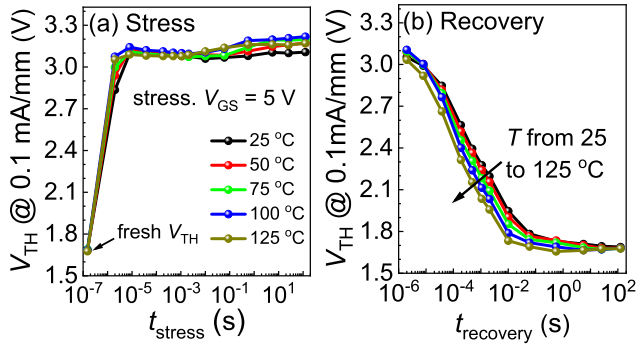 (a) Stress
V_TH @ 0.1 mA/mm (V)
3.6
3.3
3.0
2.7
2.4
2.1
1.8
1.5
stress. V_GS = 5 V
25 °C
50 °C
75 °C
100 °C
125 °C
fresh V_TH
10^-7 10^-5 10^-3 10^-1 10^1
t_stress (s)
(b) Recovery
V_TH @ 0.1mA/mm (V)
3.3
3.0
2.7
2.4
2.1
1.8
1.5
T from 25
to 125 °C
10^-6 10^-4 10^-2 10^0 10^2
t_recovery (s)